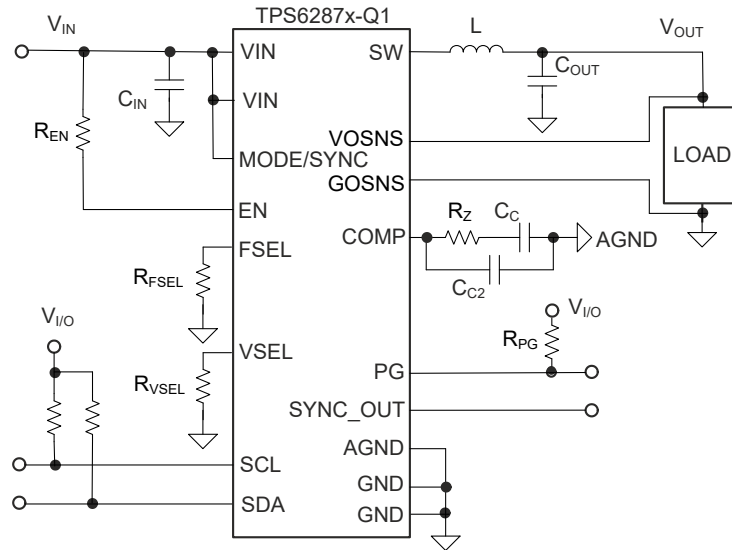 TPS6287x-Q1
V_IN
VIN
SW
L
V_OUT
C_IN
C_OUT
VIN
R_EN
VOSNS
LOAD
MODE/SYNC
GOSNS
EN
R_Z
C_C
COMP
AGND
FSEL
R_FSEL
C_C2
V_I/O
V_I/O
R_PG
VSEL
PG
R_VSEL
SYNC_OUT
AGND
SCL
GND
SDA
GND